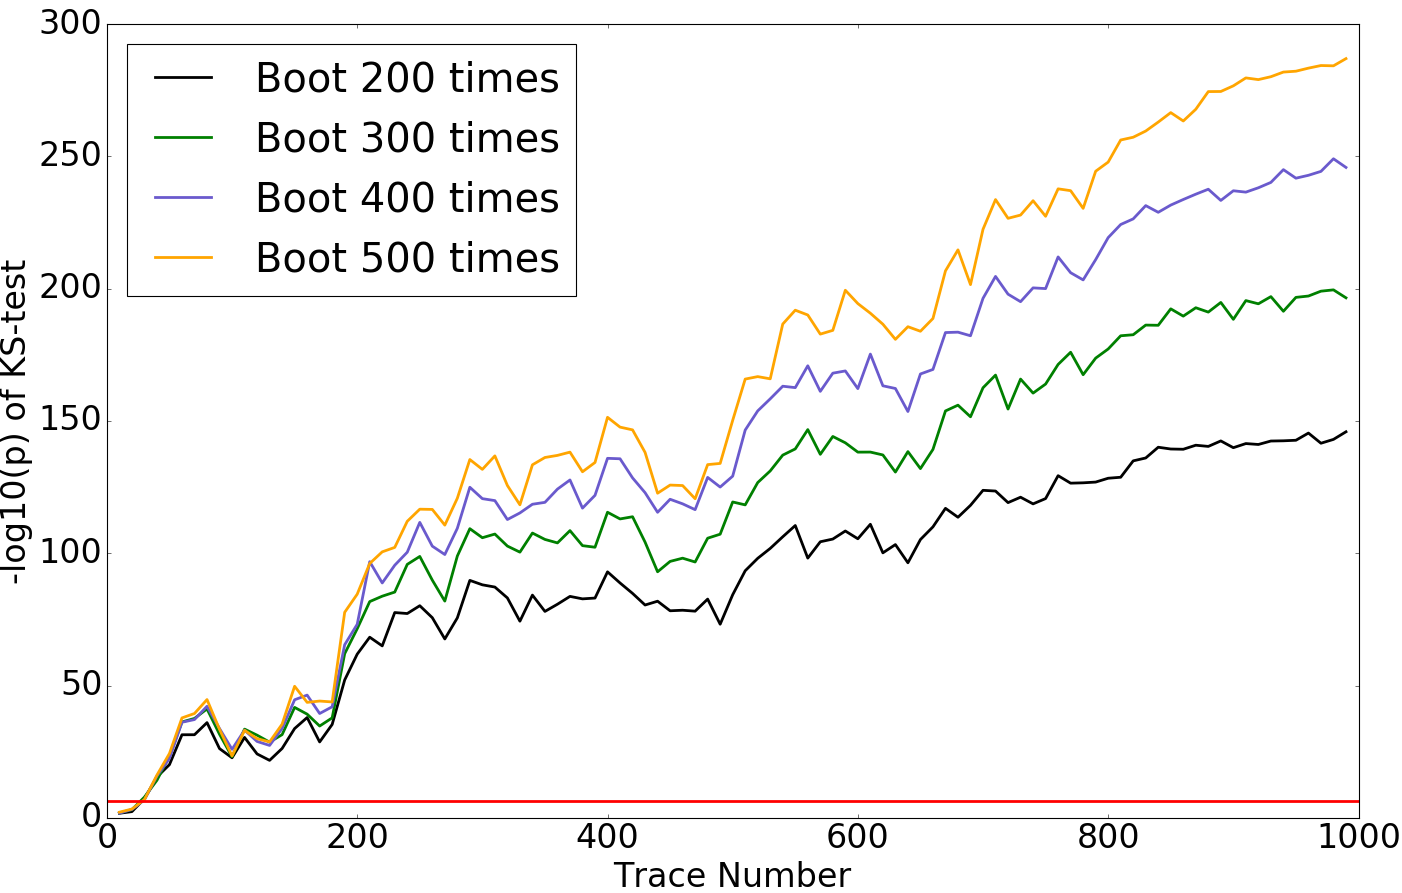 300
250
200
150
100
50
0
-log10(p) of KS-test
Boot 200 times
Boot 300 times
Boot 400 times
Boot 500 times
0 200 400 600 800 1000
Trace Number